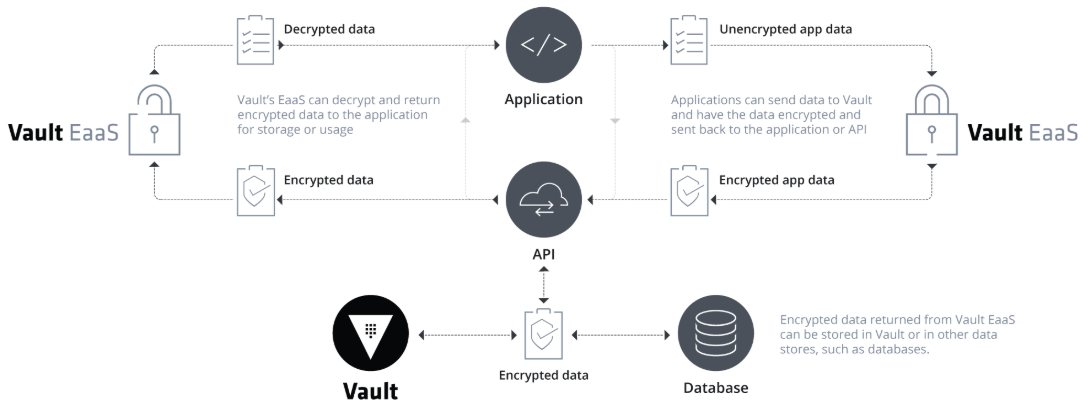 Decrypted data
Unencrypted app data
</>
Application
Vault's EaaS can decrypt and return
encrypted data to the application
for storage or usage
Applications can send data to Vault
and have the data encrypted and
sent back to the application or API
Vault EaaS
Vault EaaS
Encrypted data
Encrypted app data
API
Encrypted data returned from Vault EaaS
can be stored in Vault or in other data
stores, such as databases.
Vault
Encrypted data
Database